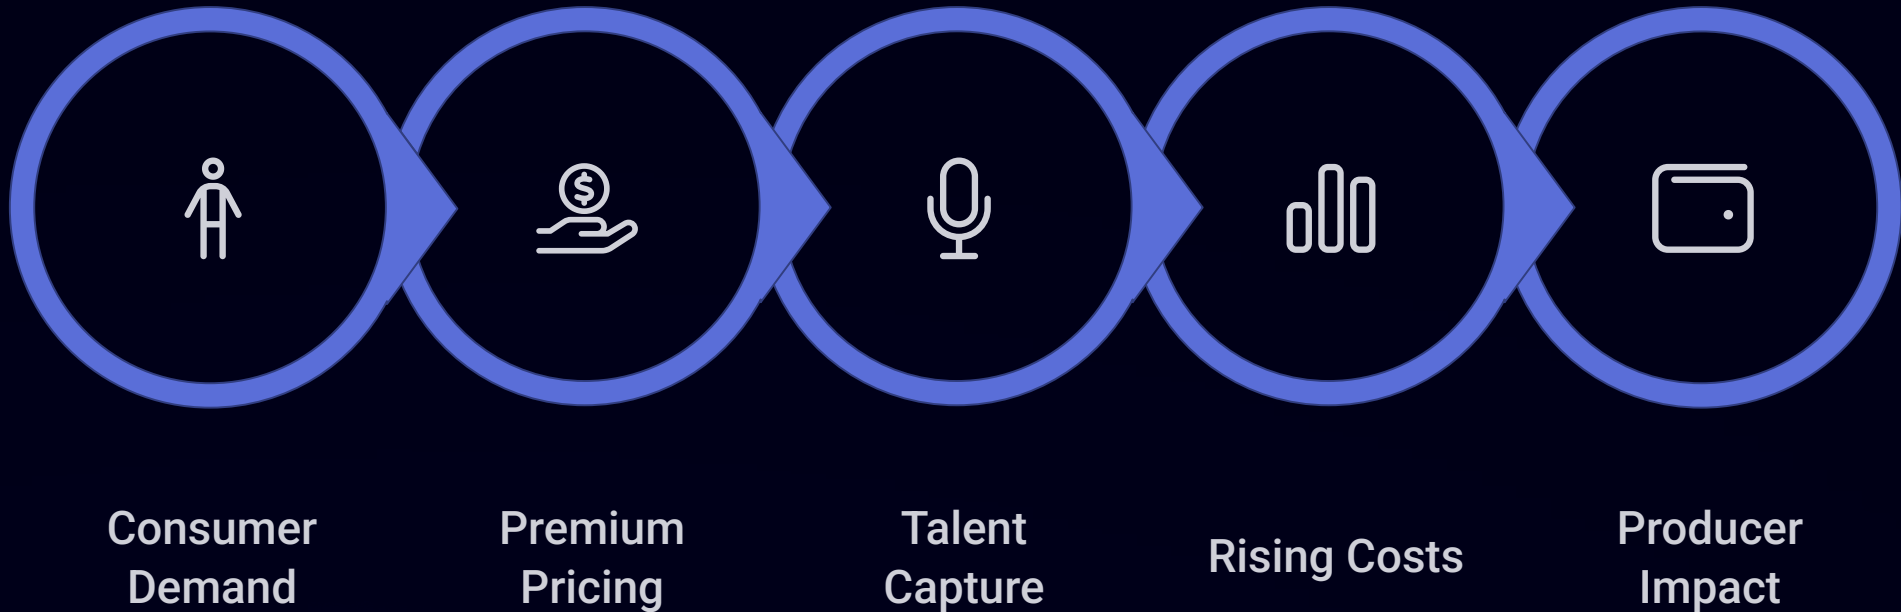 Consumer
Demand
Premium
Pricing
Talent
Capture
Rising Costs
Producer
Impact